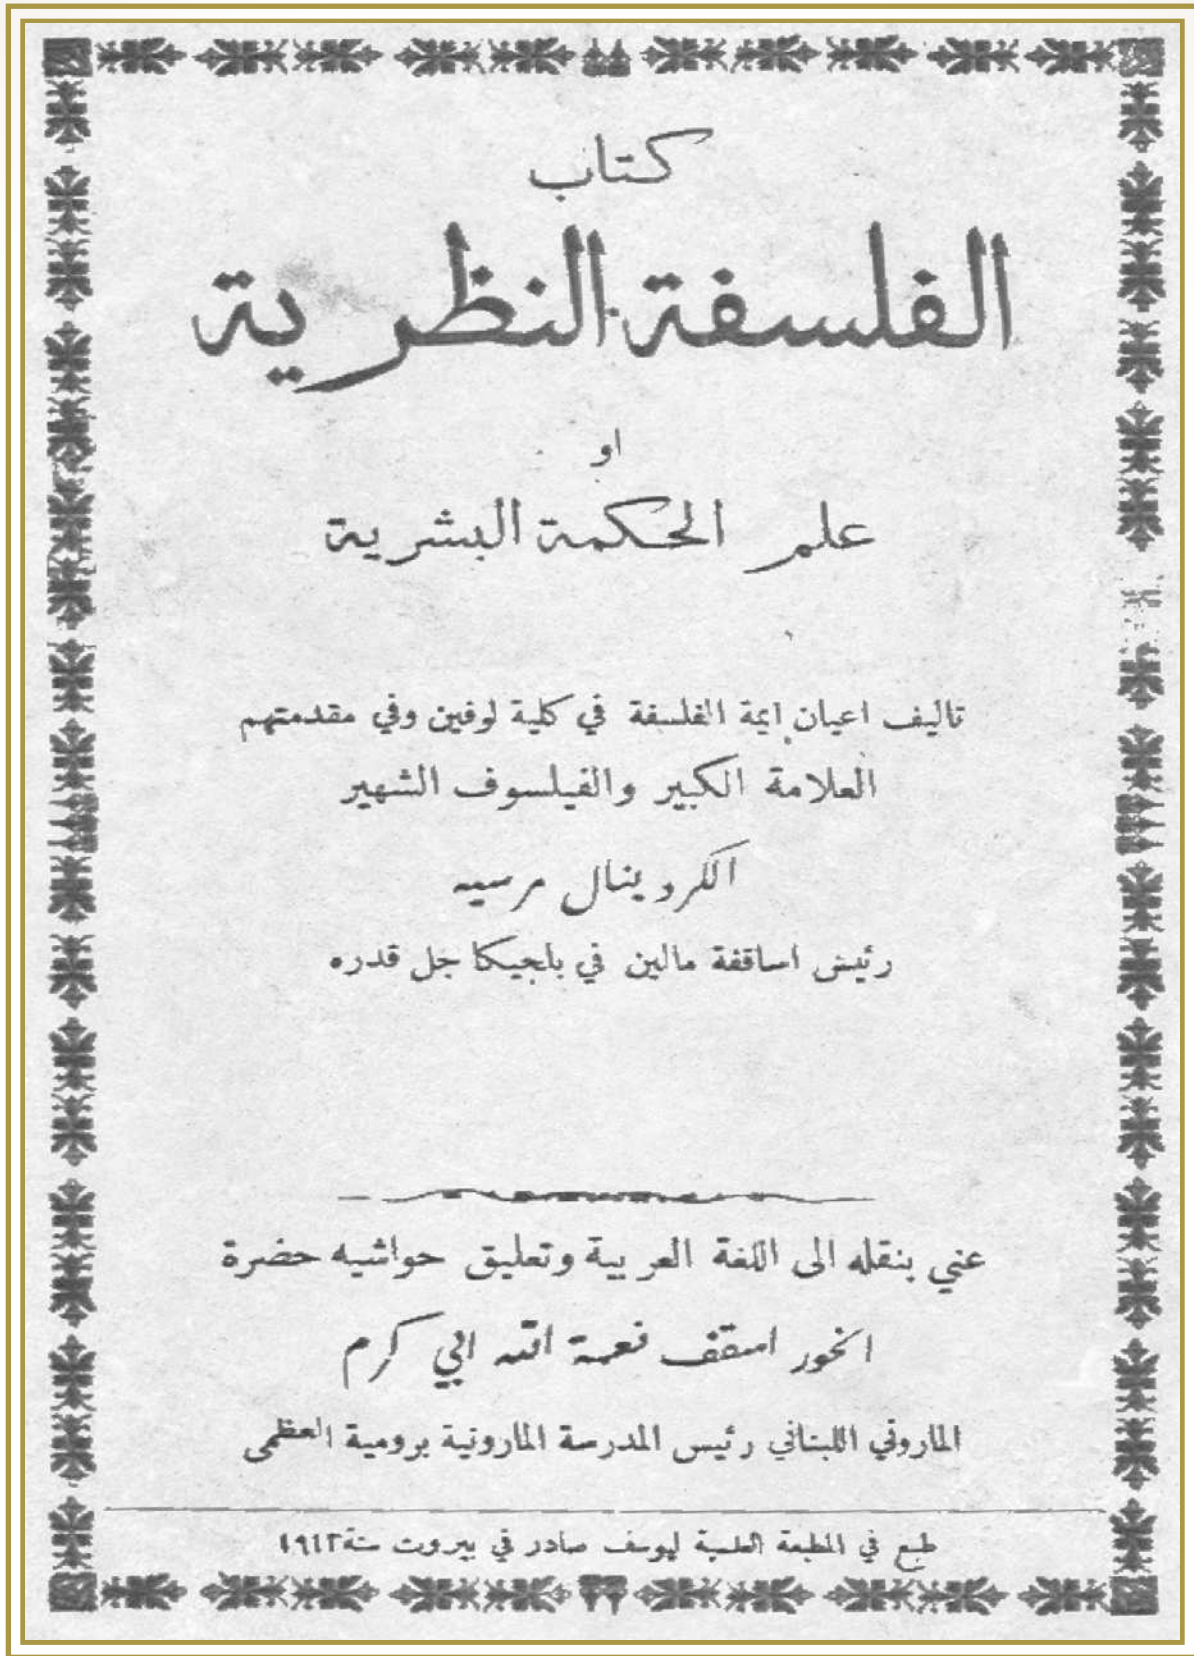 كتاب
الفلسفة النظرية
او
علم الحكمة البشرية
تاليف اعيان ايمة الفلسفة في كلية لوفين وفي مقدمتهم
العلامة الكبير والفيلسوف الشهير
الكردينال مرسيه
رئيس اساقفة مالين في بلجيكا جل قدره
عني بنقله الى اللغة العربية وتعليق حواشيه حضرة
الخور اسقف نعمة الله ابي كرم
الماروني اللبناني رئيس المدرسة المارونية برومية العظمى
طبع في المطبعة العلمية ليوسف صادر في بيروت سنة ١٩١٢